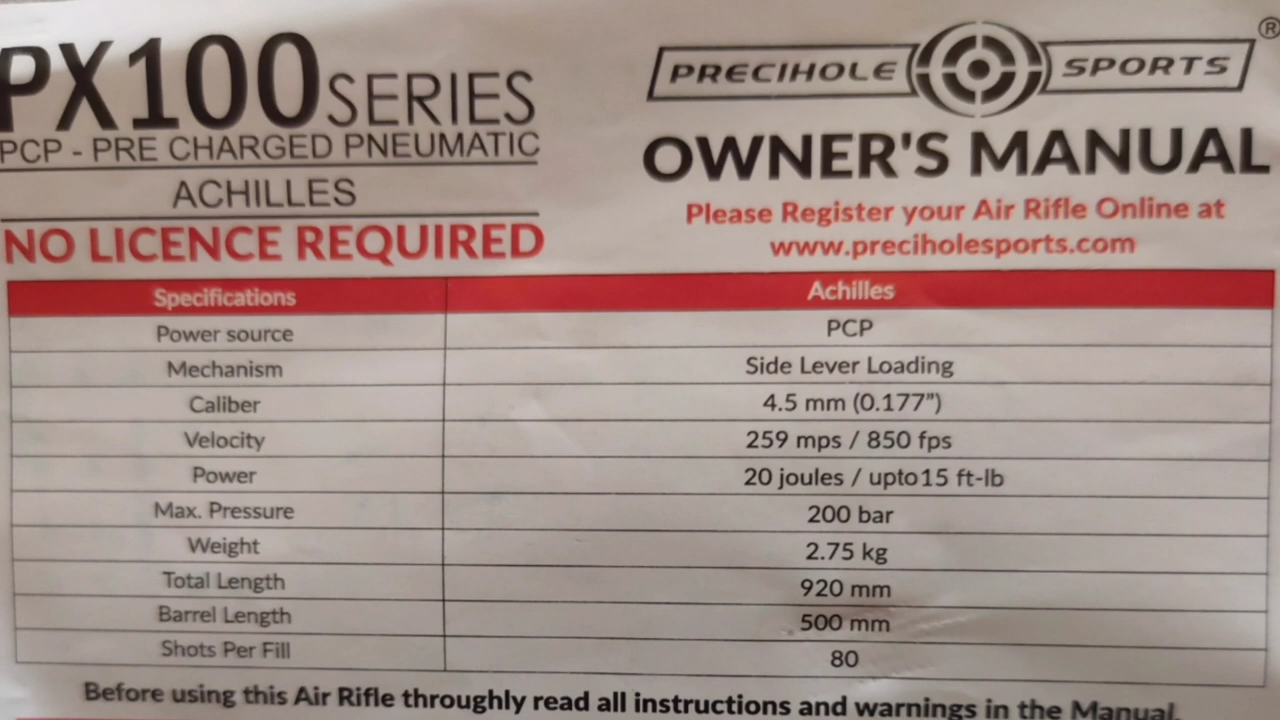 PX100 SERIES
PCP - PRE CHARGED PNEUMATIC
ACHILLES
NO LICENCE REQUIRED
PRECIHOLE SPORTS ®
OWNER'S MANUAL
Please Register your Air Rifle Online at
www.preciholesports.com
Specifications Achilles
Power source PCP
Mechanism Side Lever Loading
Caliber 4.5 mm (0.177")
Velocity 259 mps / 850 fps
Power 20 joules / upto15 ft-lb
Max. Pressure 200 bar
Weight 2.75 kg
Total Length 920 mm
Barrel Length 500 mm
Shots Per Fill 80
Before using this Air Rifle throughly read all instructions and warnings in the Manual.